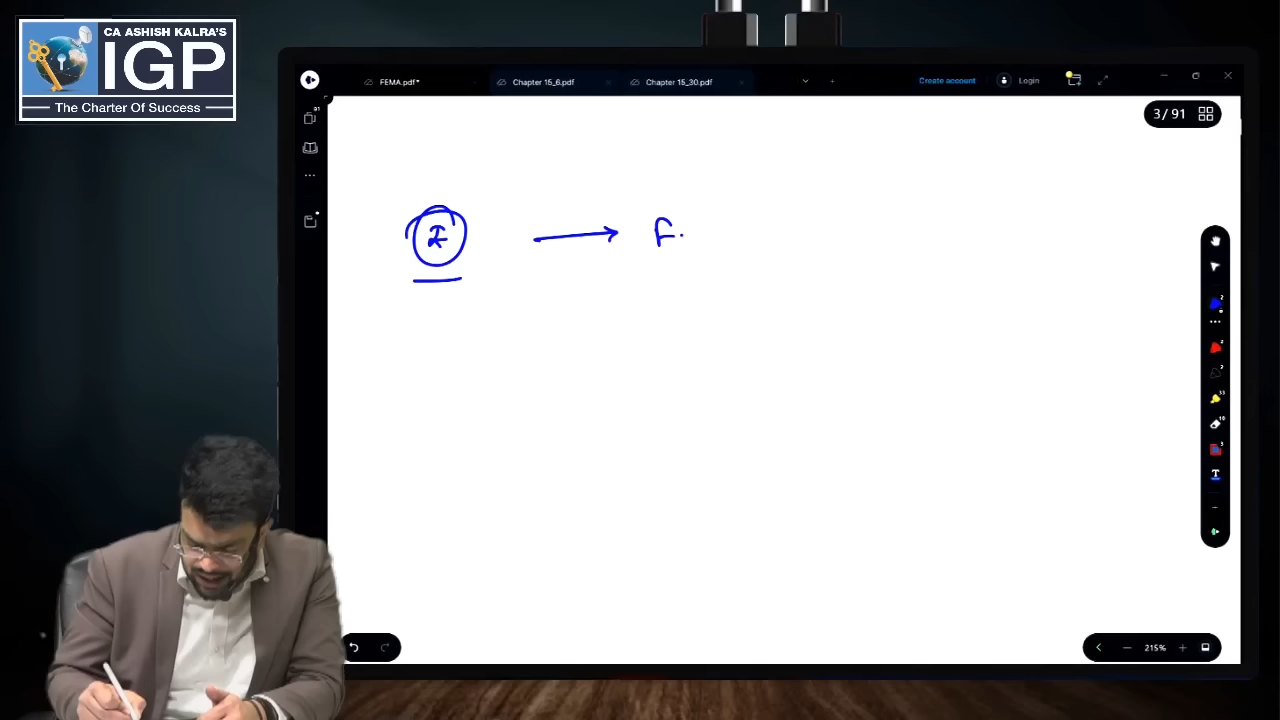 CA ASHISH KALRA'S
IGP
The Charter Of Success
FEMA.pdf*
Chapter 15_6.pdf
Chapter 15_30.pdf
Create account
Login
91
3/ 91
I → F.
215%